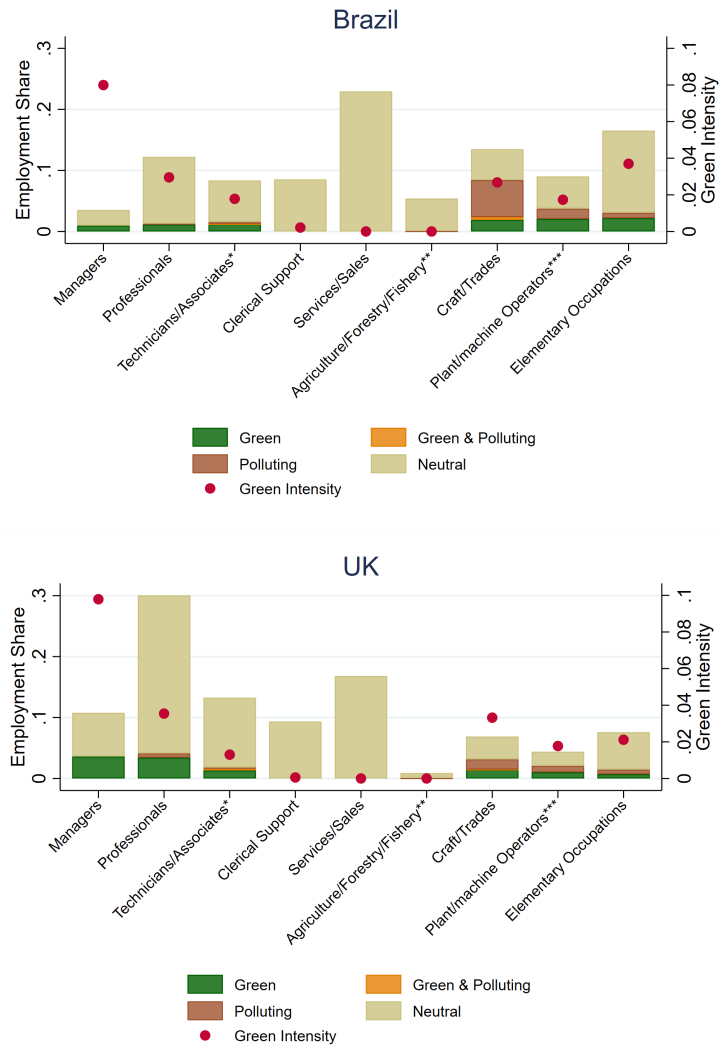 Brazil
Employment Share
0
.1
.2
.3
Green Intensity
0
.02
.04
.06
.08
.1
Managers
Professionals
Technicians/Associates*
Clerical Support
Services/Sales
Agriculture/Forestry/Fishery**
Craft/Trades
Plant/machine Operators***
Elementary Occupations
Green
Green & Polluting
Polluting
Neutral
Green Intensity
UK
Employment Share
0
.1
.2
.3
Green Intensity
0
.02
.04
.06
.08
.1
Managers
Professionals
Technicians/Associates*
Clerical Support
Services/Sales
Agriculture/Forestry/Fishery**
Craft/Trades
Plant/machine Operators***
Elementary Occupations
Green
Green & Polluting
Polluting
Neutral
Green Intensity